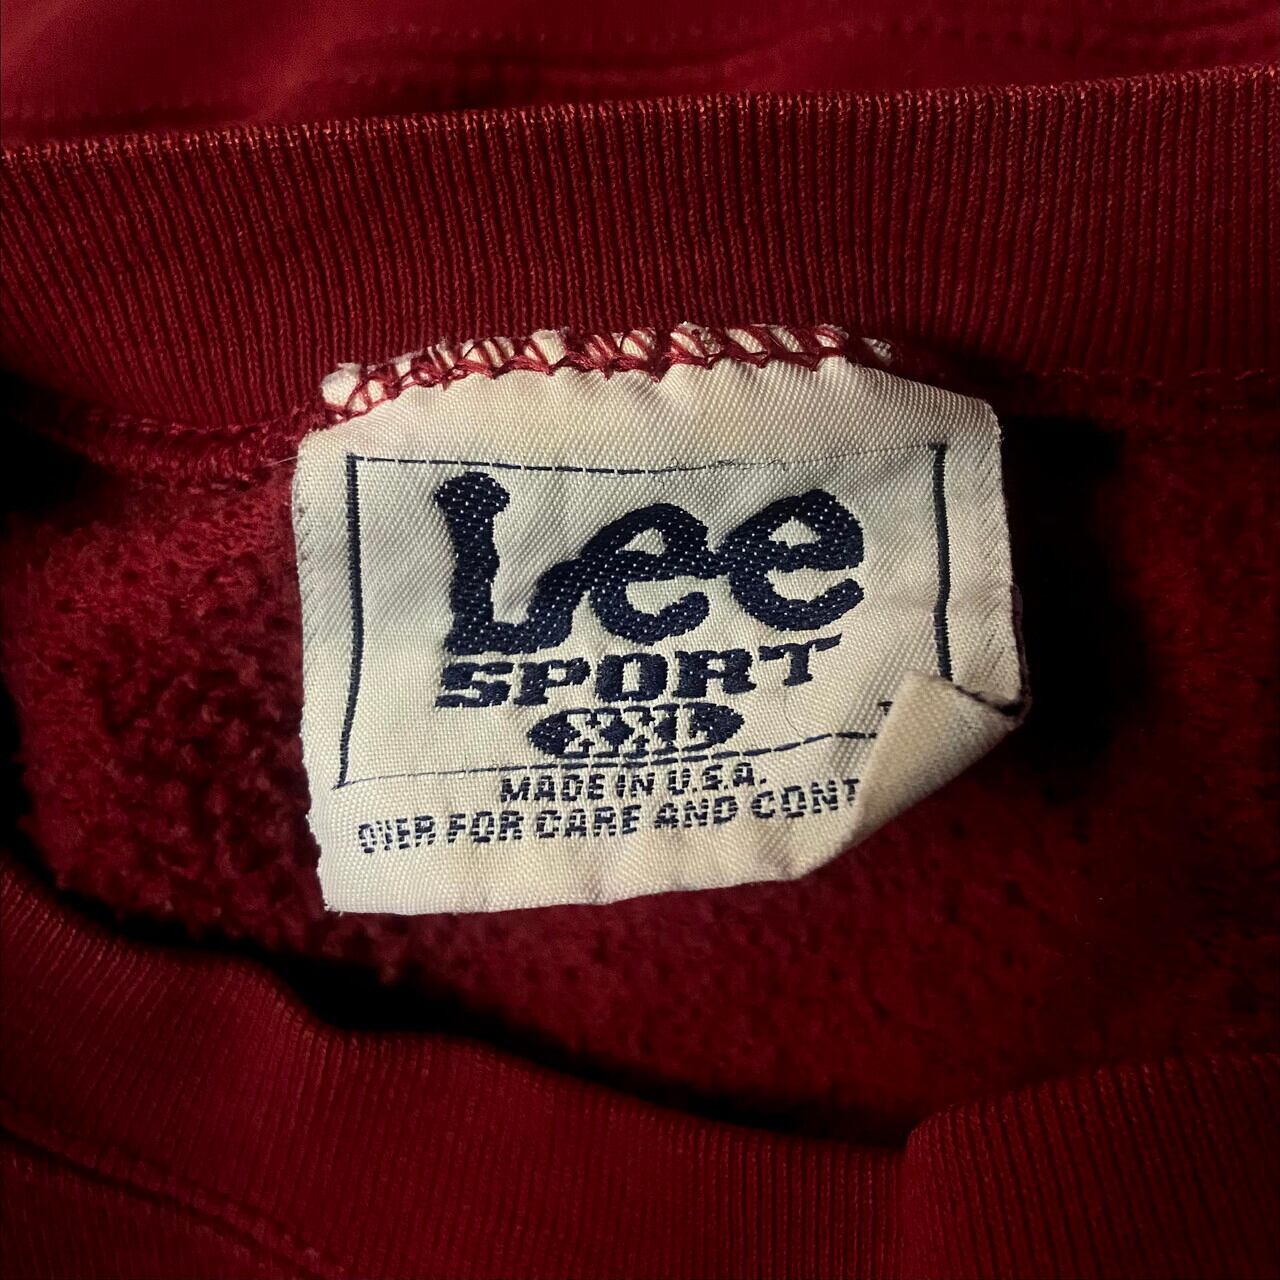 Lee
SPORT
XXL
MADE IN U.S.A.
OVER FOR CARE AND CONT